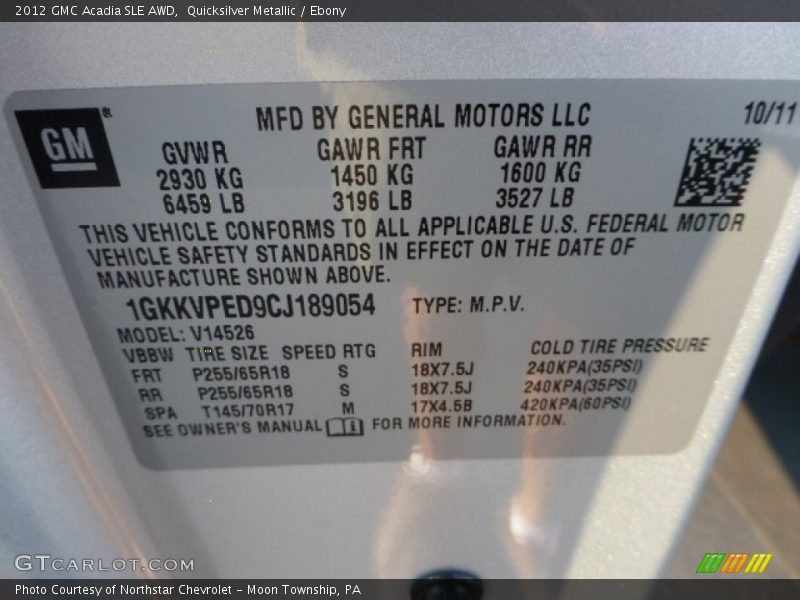 2012 GMC Acadia SLE AWD, Quicksilver Metallic / Ebony
GM®
MFD BY GENERAL MOTORS LLC 10/11
GVWR GAWR FRT GAWR RR
2930 KG 1450 KG 1600 KG
6459 LB 3196 LB 3527 LB
THIS VEHICLE CONFORMS TO ALL APPLICABLE U.S. FEDERAL MOTOR
VEHICLE SAFETY STANDARDS IN EFFECT ON THE DATE OF
MANUFACTURE SHOWN ABOVE.
1GKKVPED9CJ189054 TYPE: M.P.V.
MODEL: V14526
VBBW TIRE SIZE SPEED RTG RIM COLD TIRE PRESSURE
FRT P255/65R18 S 18X7.5J 240KPA(35PSI)
RR P255/65R18 S 18X7.5J 240KPA(35PSI)
SPA T145/70R17 M 17X4.5B 420KPA(60PSI)
SEE OWNER'S MANUAL FOR MORE INFORMATION.
GTCARLOT.COM
Photo Courtesy of Northstar Chevrolet - Moon Township, PA